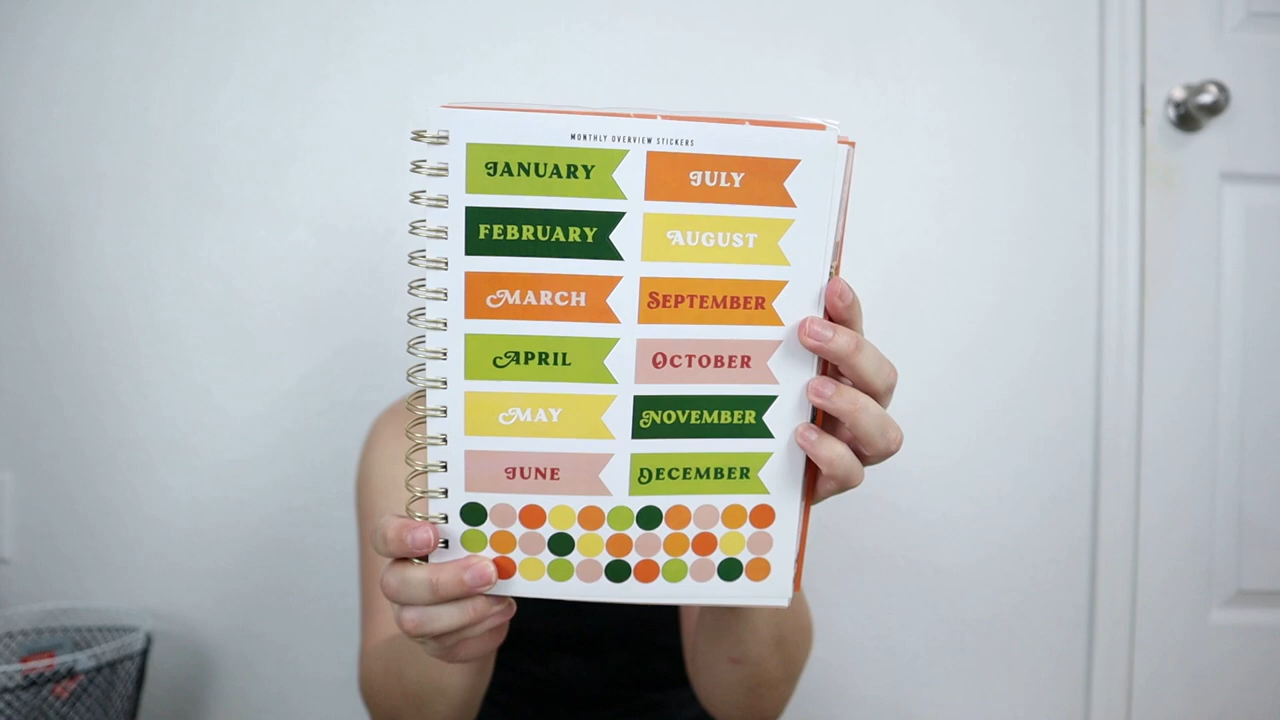 MONTHLY OVERVIEW STICKERS
JANUARY
JULY
FEBRUARY
AUGUST
MARCH
SEPTEMBER
APRIL
OCTOBER
MAY
NOVEMBER
JUNE
DECEMBER